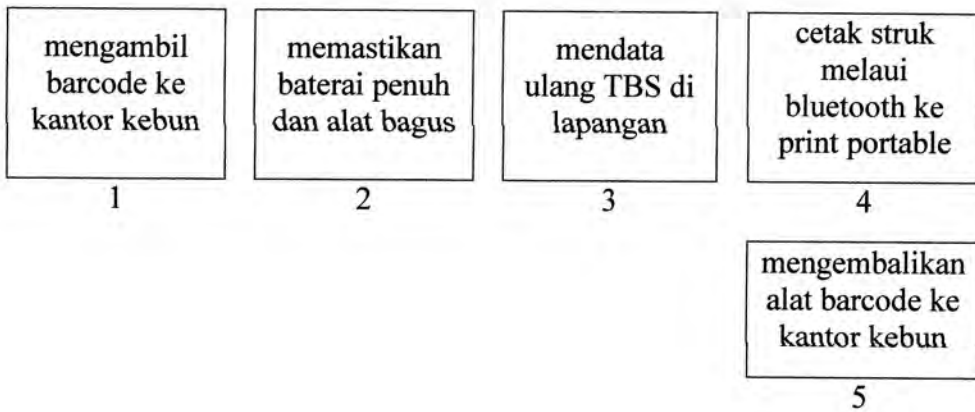 mengambil
barcode ke
kantor kebun
1
memastikan
baterai penuh
dan alat bagus
2
mendata
ulang TBS di
lapangan
3
cetak struk
melaui
bluetooth ke
print portable
4
mengembalikan
alat barcode ke
kantor kebun
5